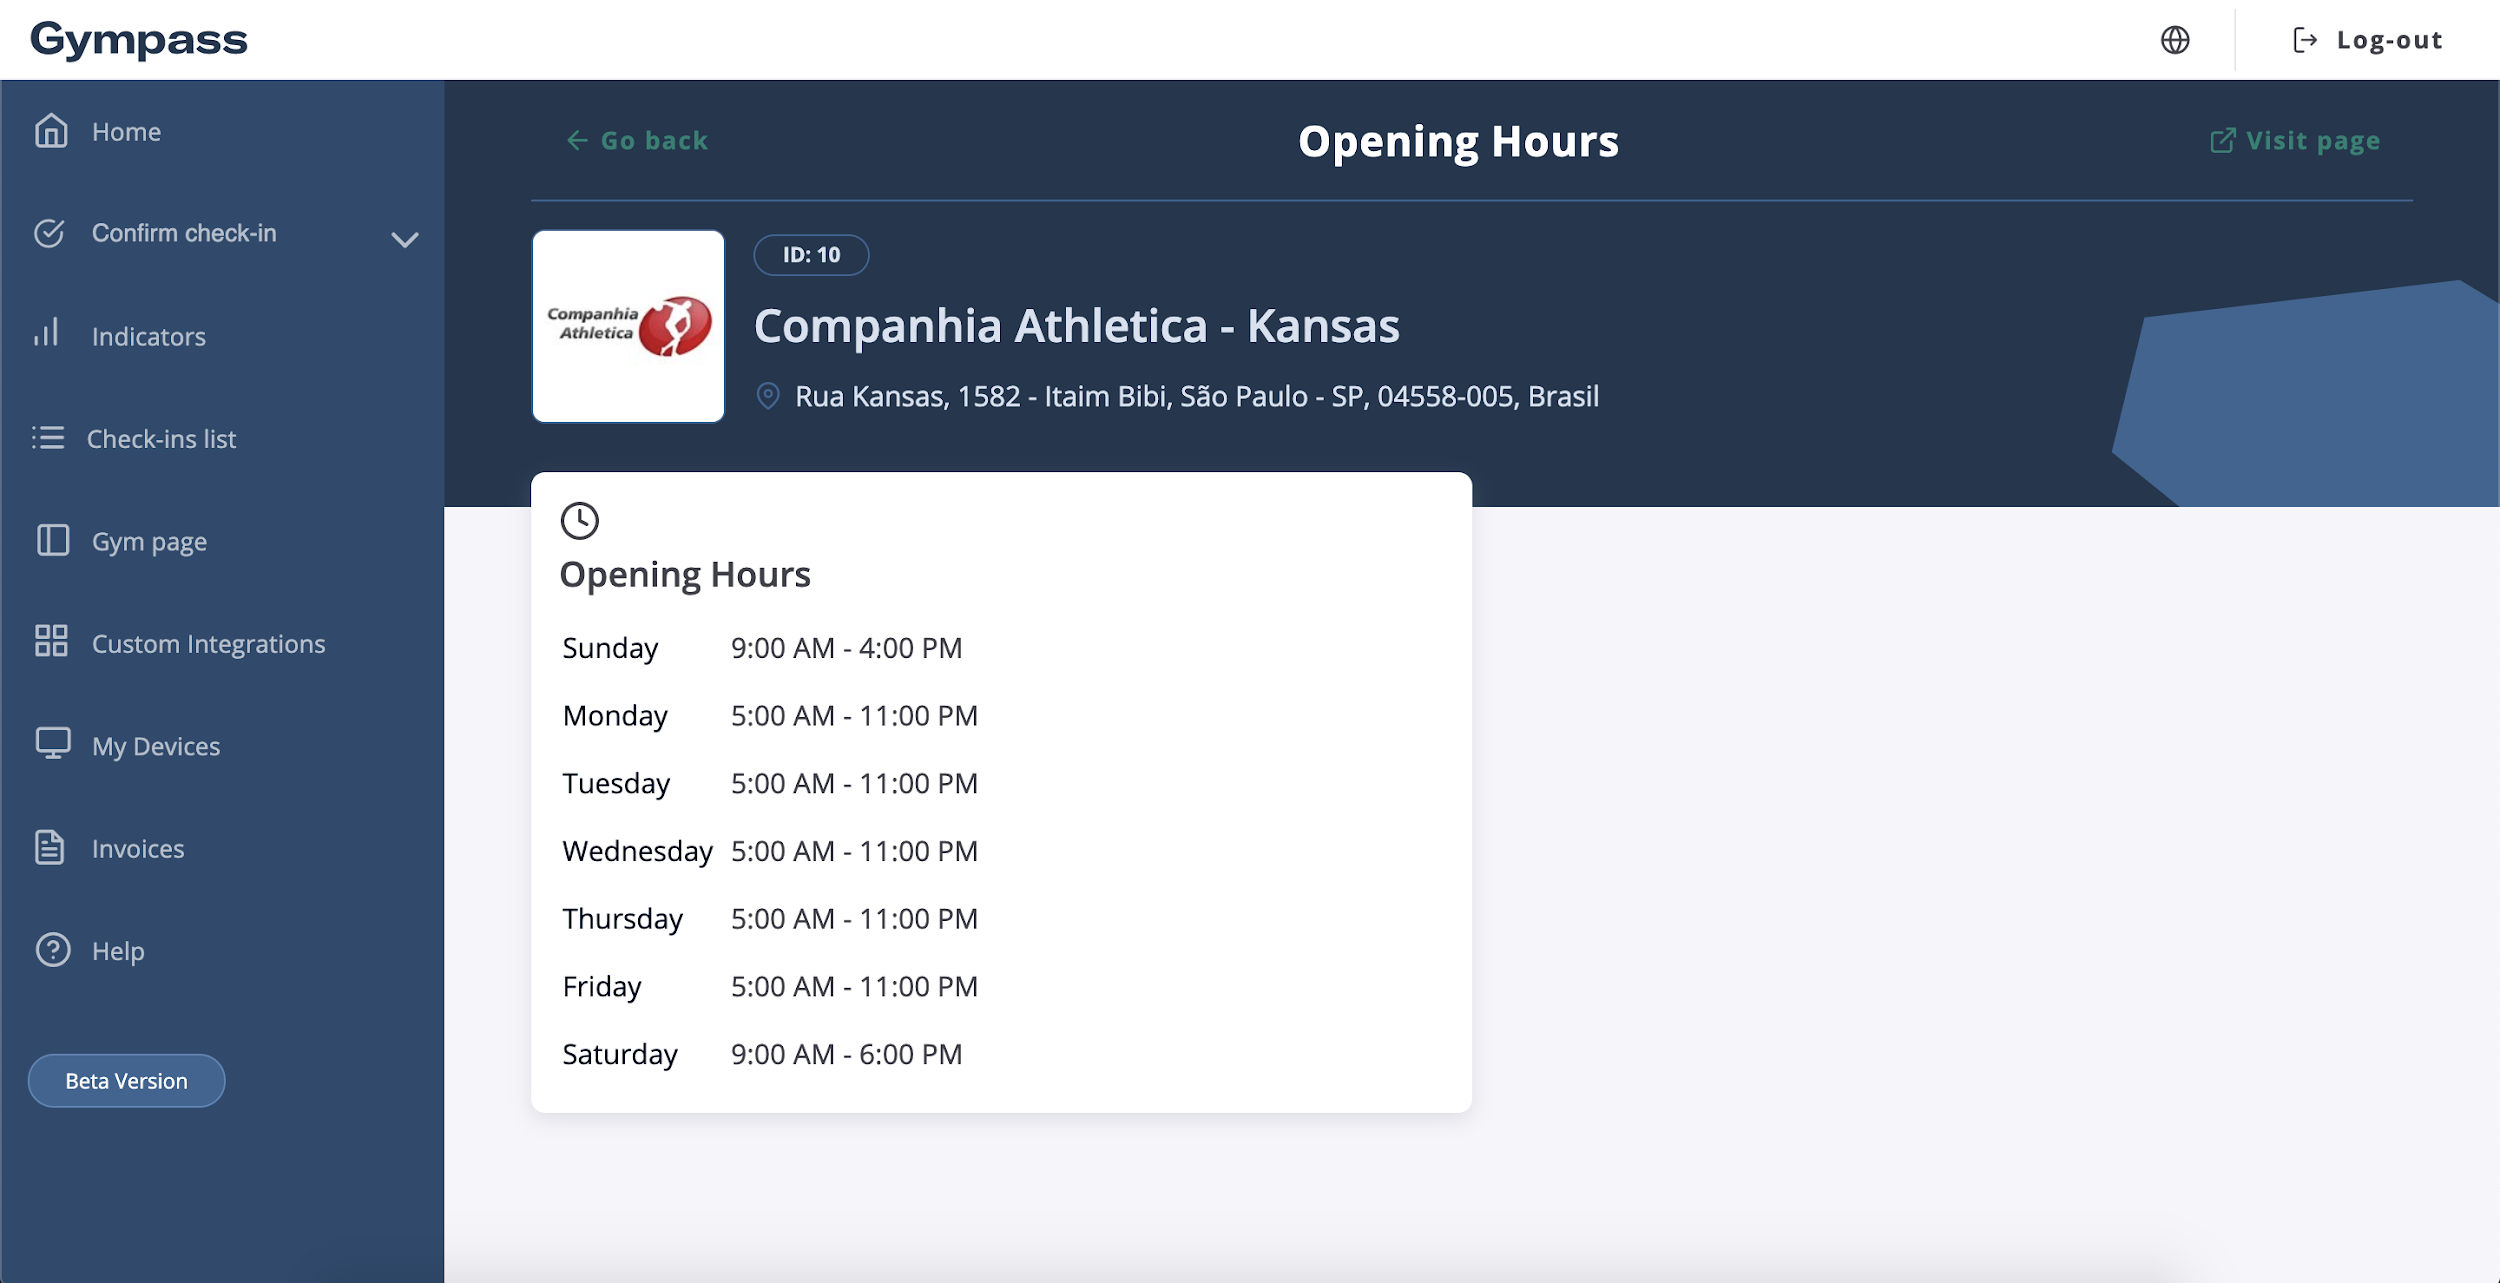 Gympass
Log-out
Home
Confirm check-in
Indicators
Check-ins list
Gym page
Custom Integrations
My Devices
Invoices
Help
Beta Version
Go back
Opening Hours
Visit page
Companhia
Athletica
ID: 10
Companhia Athletica - Kansas
Rua Kansas, 1582 - Itaim Bibi, São Paulo - SP, 04558-005, Brasil
Opening Hours
Sunday 9:00 AM - 4:00 PM
Monday 5:00 AM - 11:00 PM
Tuesday 5:00 AM - 11:00 PM
Wednesday 5:00 AM - 11:00 PM
Thursday 5:00 AM - 11:00 PM
Friday 5:00 AM - 11:00 PM
Saturday 9:00 AM - 6:00 PM